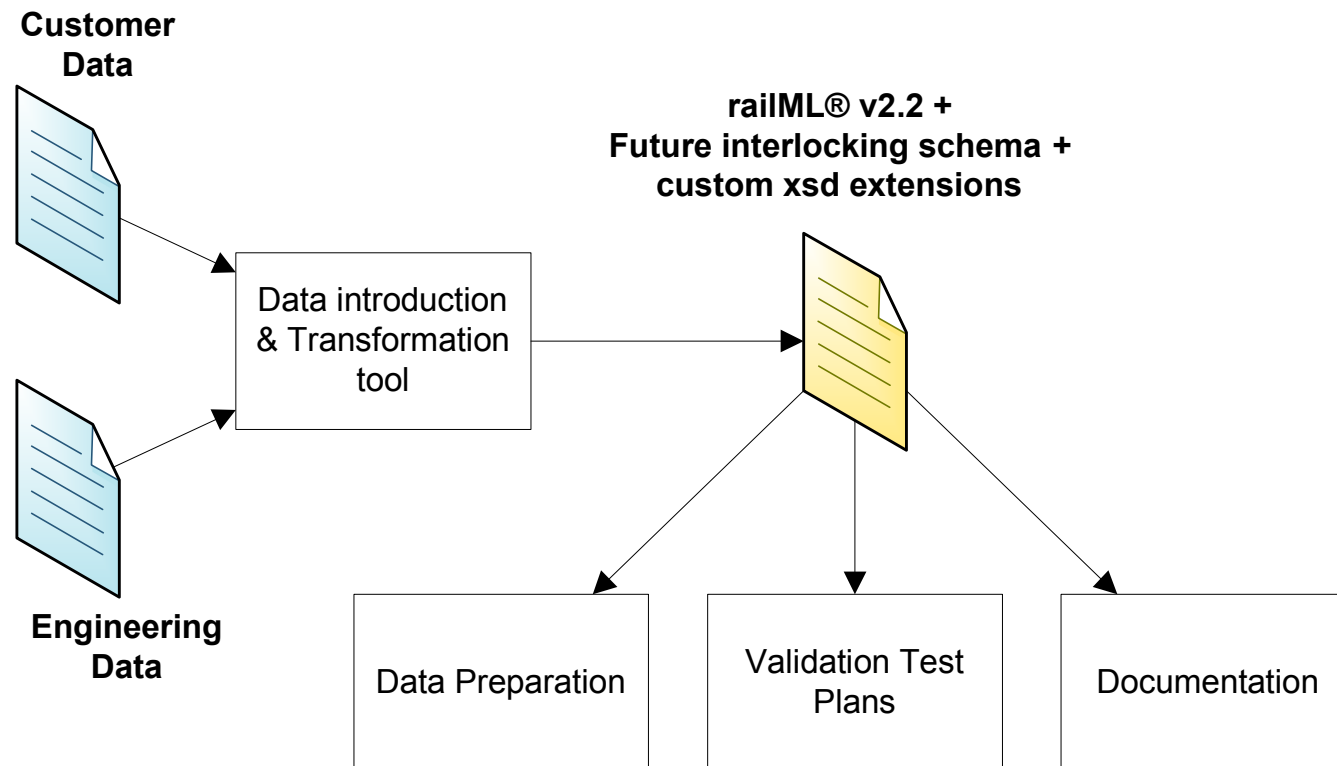 Customer
Data
railML® v2.2 +
Future interlocking schema +
custom xsd extensions
Data introduction
& Transformation
tool
Engineering
Data
Data Preparation
Validation Test
Plans
Documentation